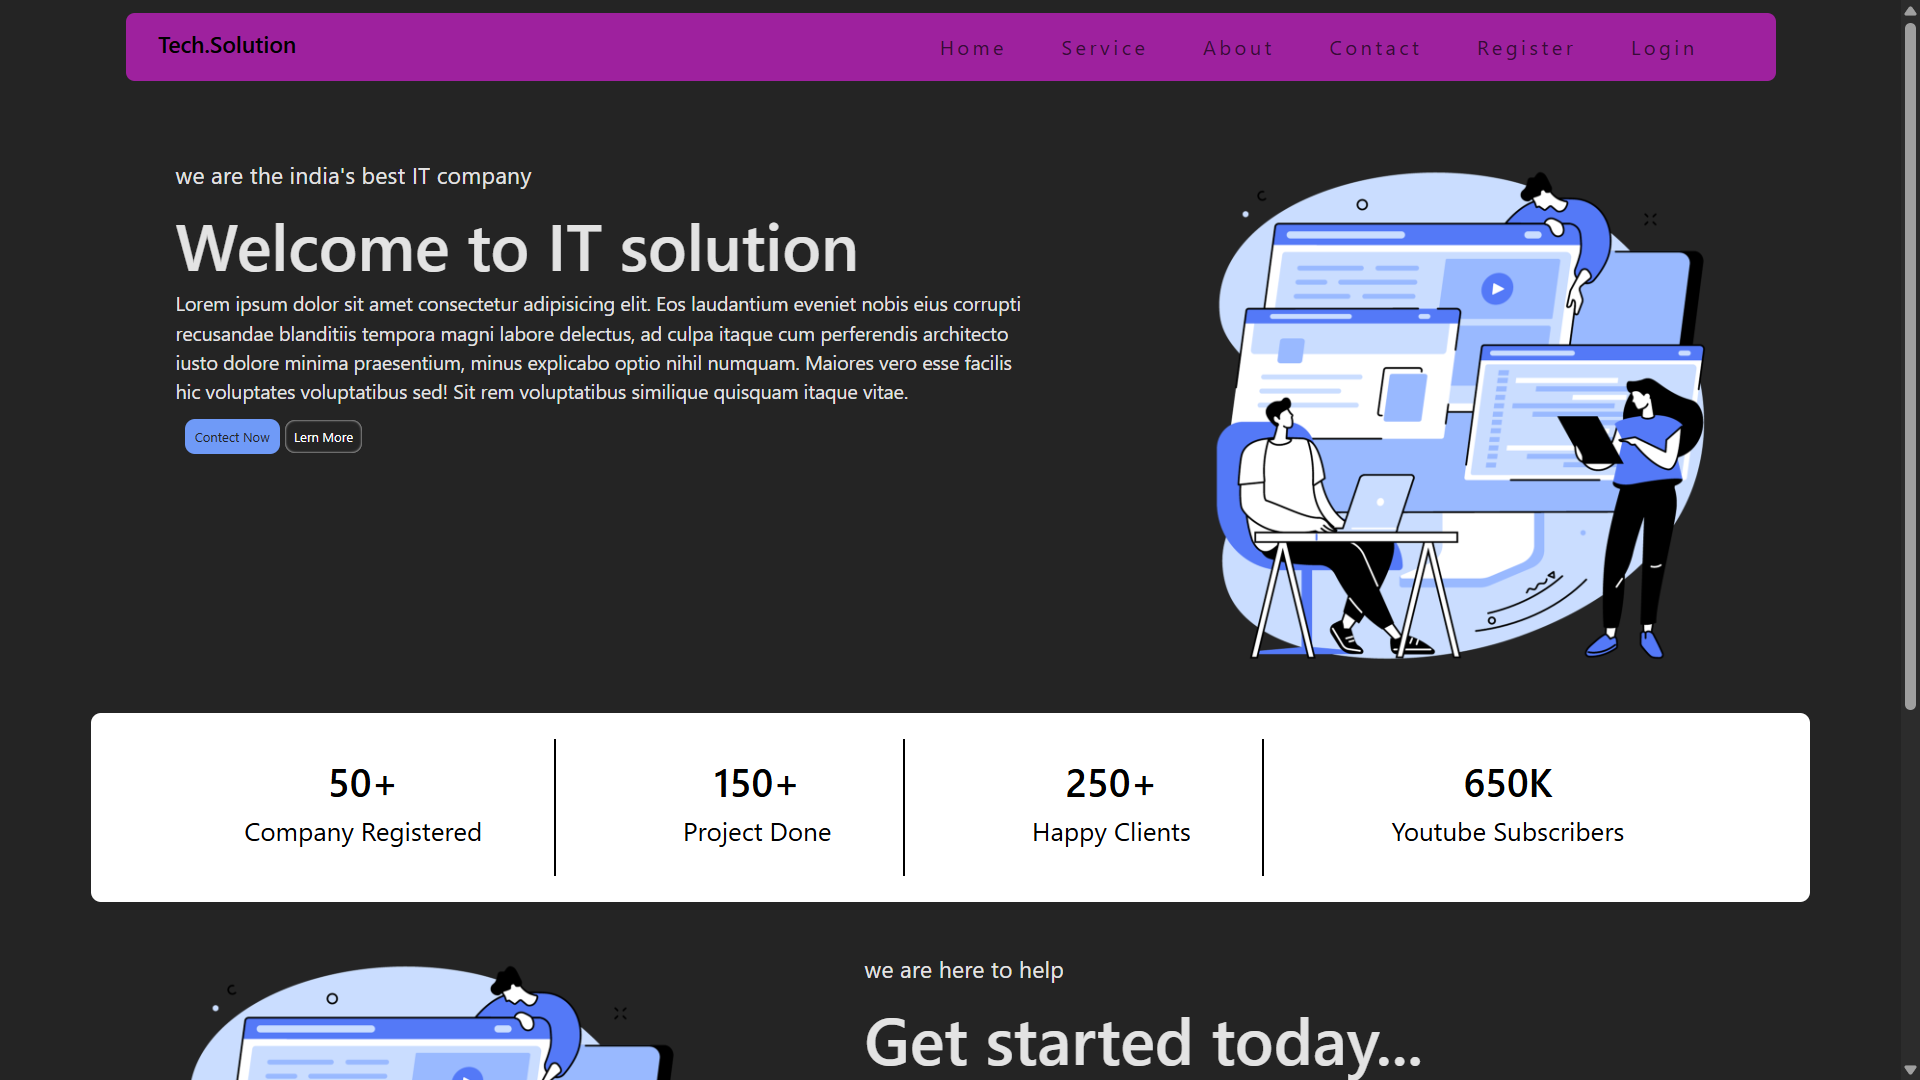 Tech.Solution
Home Service About Contact Register Login
we are the india's best IT company
Welcome to IT solution
Lorem ipsum dolor sit amet consectetur adipisicing elit. Eos laudantium eveniet nobis eius corrupti
recusandae blanditiis tempora magni labore delectus, ad culpa itaque cum perferendis architecto
iusto dolore minima praesentium, minus explicabo optio nihil numquam. Maiores vero esse facilis
hic voluptates voluptatibus sed! Sit rem voluptatibus similique quisquam itaque vitae.
Contect Now Lern More
50+ 150+ 250+ 650K
Company Registered Project Done Happy Clients Youtube Subscribers
we are here to help
Get started today...